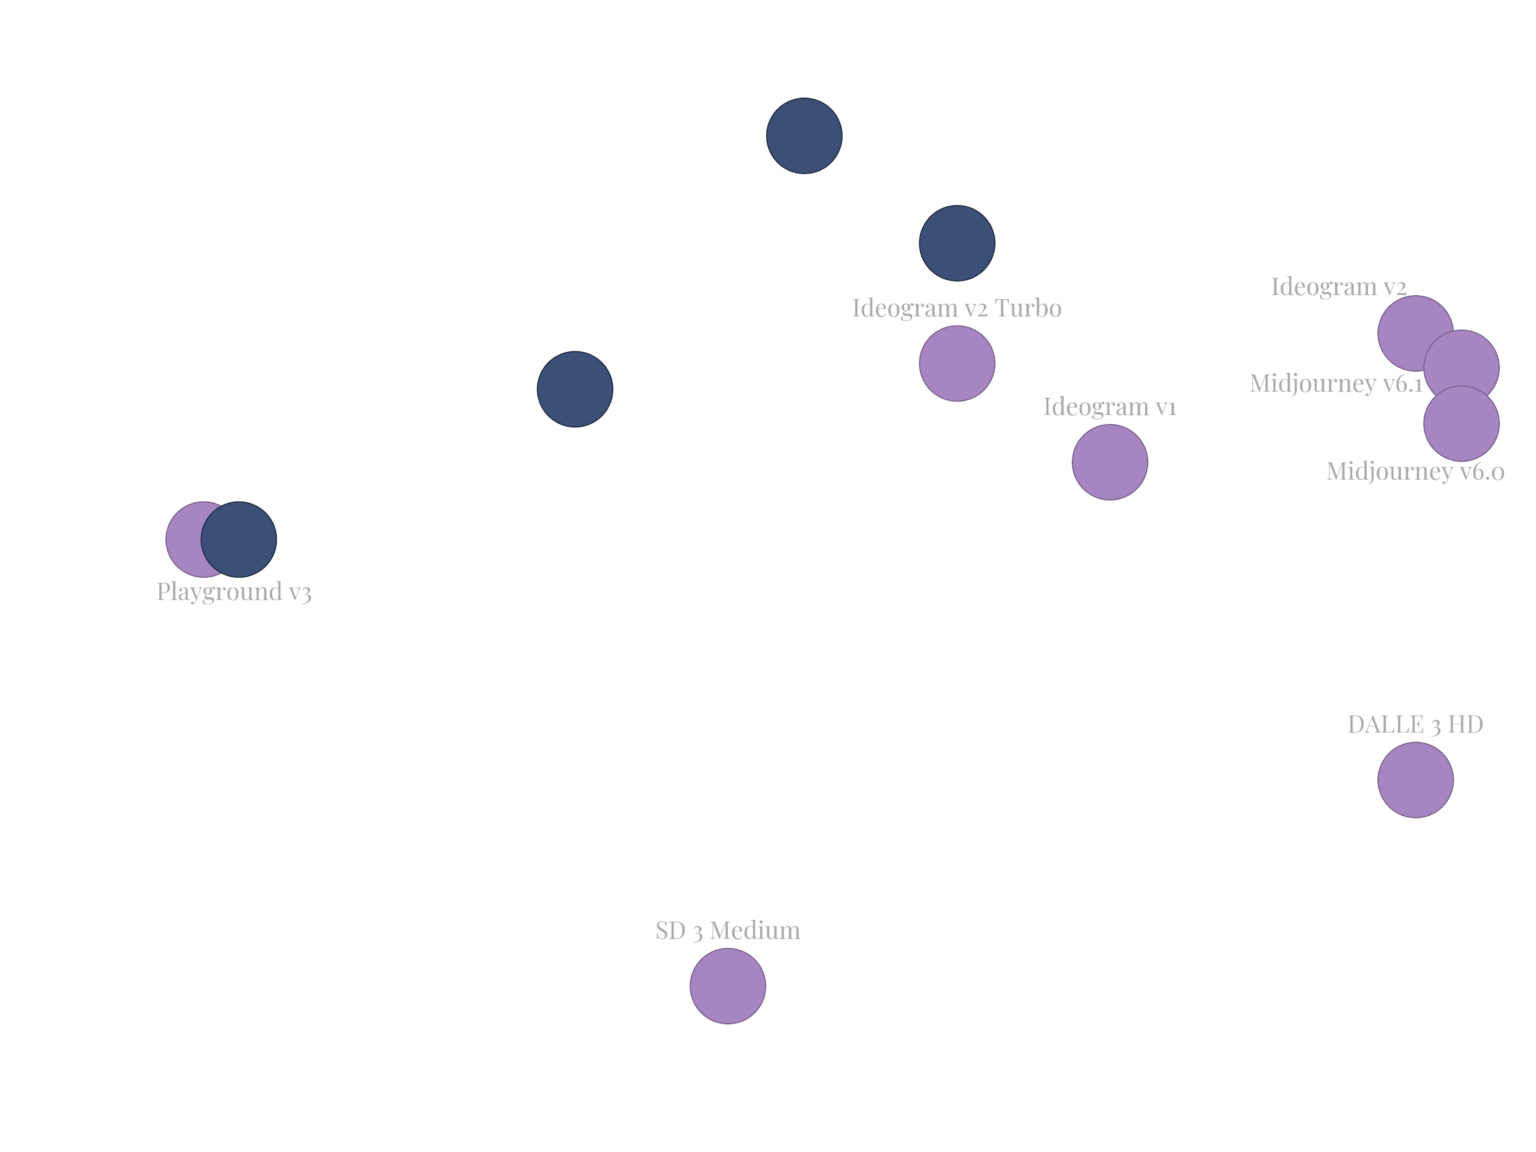 Ideogram v2
Ideogram v2 Turbo
Midjourney v6.1
Ideogram v1
Midjourney v6.0
Playground v3
DALLE 3 HD
SD 3 Medium